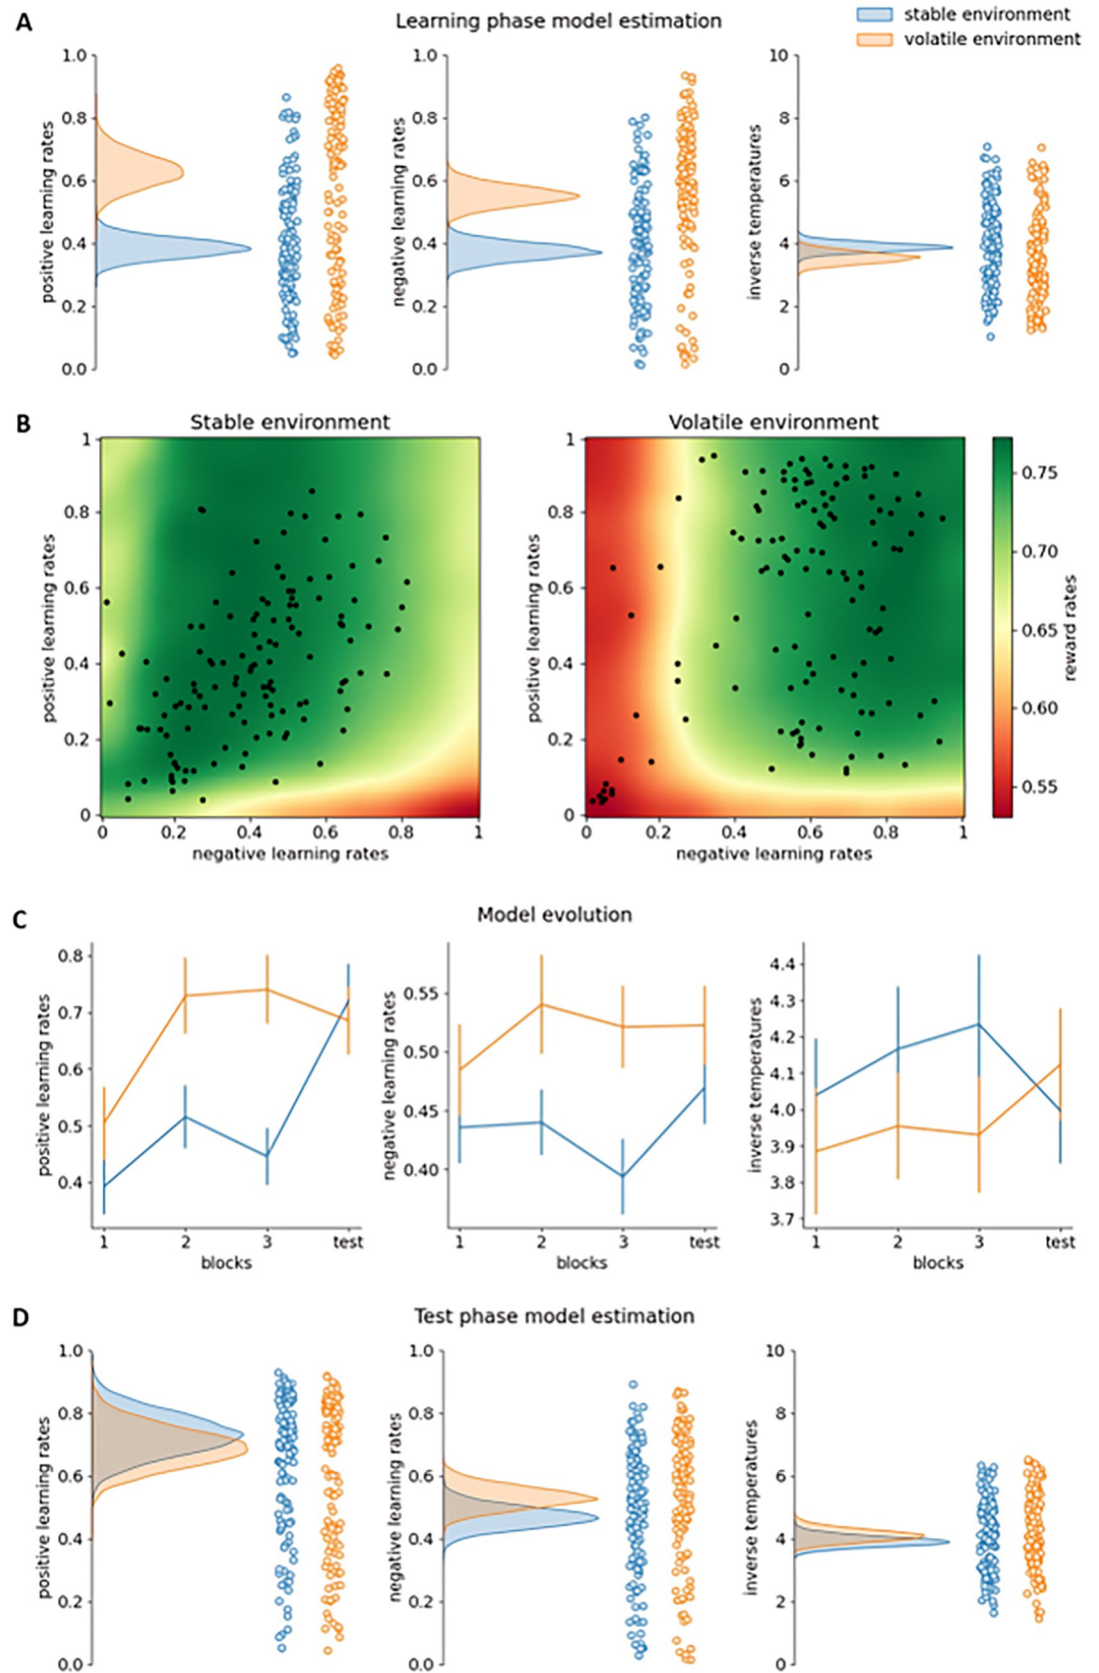 A
Learning phase model estimation
stable environment
volatile environment
positive learning rates
1.0
0.8
0.6
0.4
0.2
0.0
negative learning rates
1.0
0.8
0.6
0.4
0.2
0.0
inverse temperatures
10
8
6
4
2
0
B
Stable environment
positive learning rates
1
0.8
0.6
0.4
0.2
0
0 0.2 0.4 0.6 0.8 1
negative learning rates
Volatile environment
positive learning rates
1
0.8
0.6
0.4
0.2
0
0 0.2 0.4 0.6 0.8 1
negative learning rates
0.75
0.70
0.65
0.60
0.55
reward rates
C
Model evolution
positive learning rates
0.8
0.7
0.6
0.5
0.4
1 2 3 test
blocks
negative learning rates
0.55
0.50
0.45
0.40
1 2 3 test
blocks
inverse temperatures
4.4
4.3
4.2
4.1
4.0
3.9
3.8
3.7
1 2 3 test
blocks
D
Test phase model estimation
positive learning rates
1.0
0.8
0.6
0.4
0.2
0.0
negative learning rates
1.0
0.8
0.6
0.4
0.2
0.0
inverse temperatures
10
8
6
4
2
0